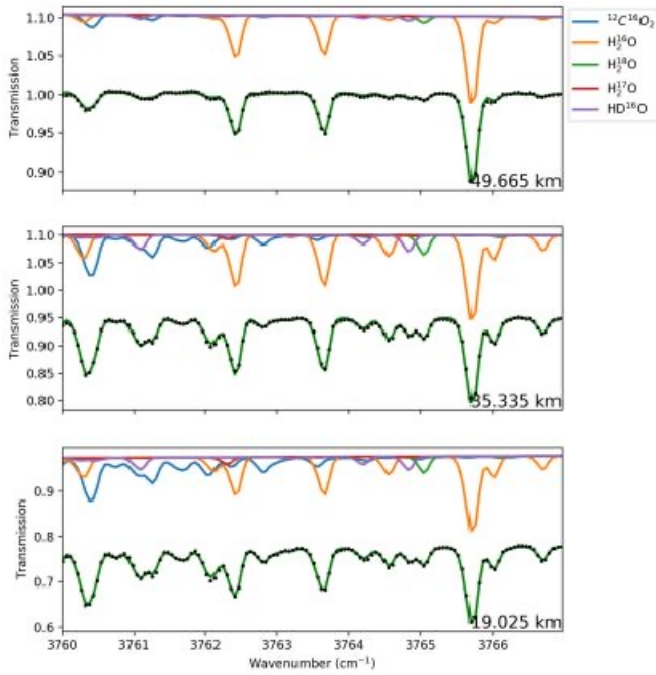 1.10
1.05
1.00
0.95
0.90
Transmission
49.665 km
¹²C¹⁶O₂
H₂¹⁶O
H₂¹⁸O
H₂¹⁷O
HD¹⁶O
1.10
1.05
1.00
0.95
0.90
0.85
0.80
Transmission
35.335 km
0.9
0.8
0.7
0.6
Transmission
19.025 km
3760 3761 3762 3763 3764 3765 3766
Wavenumber (cm⁻¹)